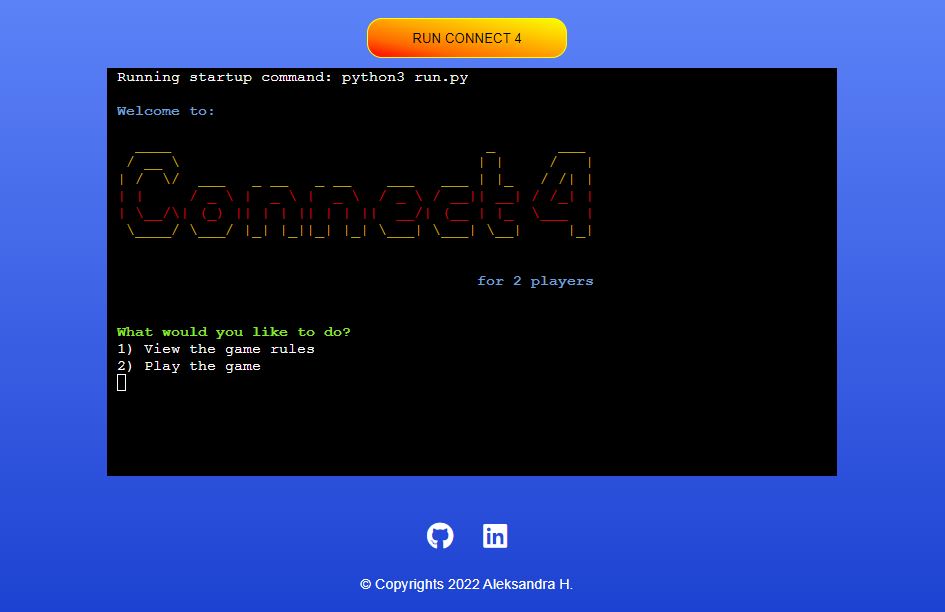 RUN CONNECT 4
Running startup command: python3 run.py
Welcome to:
Connect 4
for 2 players
What would you like to do?
1) View the game rules
2) Play the game
in
© Copyrights 2022 Aleksandra H.